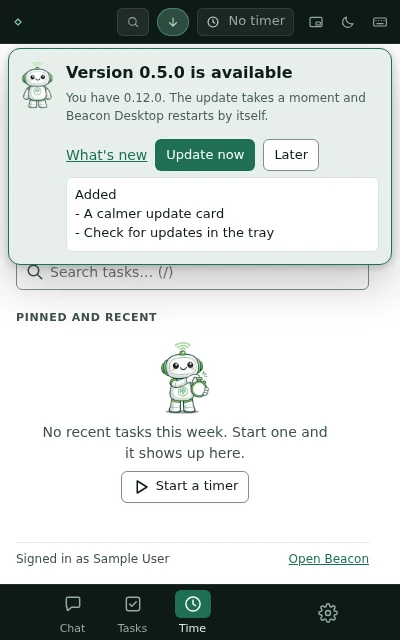 No timer
Version 0.5.0 is available
You have 0.12.0. The update takes a moment and
Beacon Desktop restarts by itself.
What's new
Update now
Later
Added
- A calmer update card
- Check for updates in the tray
Search tasks... (/)
PINNED AND RECENT
No recent tasks this week. Start one and
it shows up here.
Start a timer
Signed in as Sample User
Open Beacon
Chat
Tasks
Time